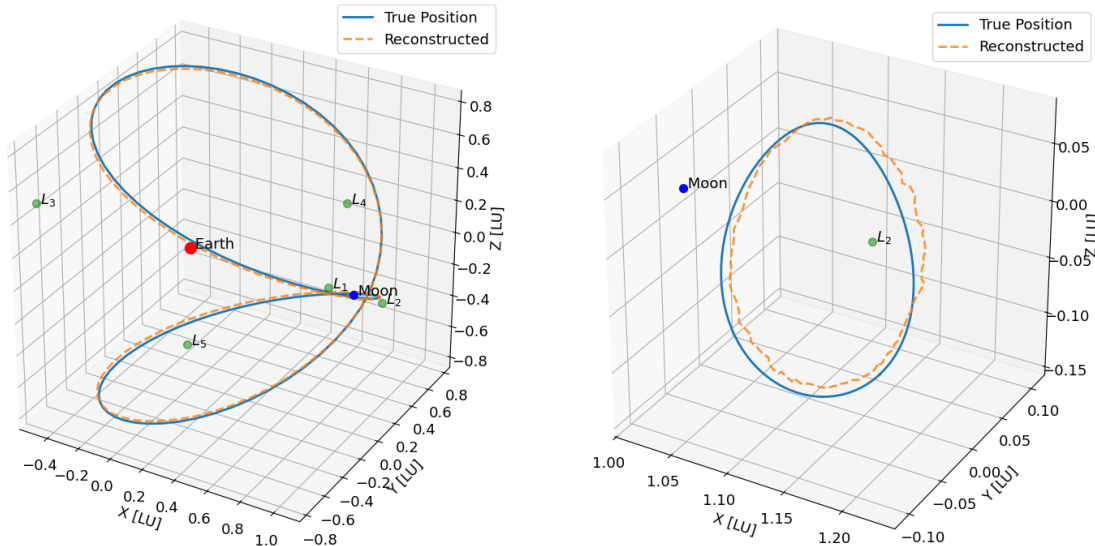 True Position
Reconstructed
L3
L4
Earth
L1
Moon
L2
L5
0.8
0.6
0.4
0.2
0.0
−0.2
−0.4
−0.6
−0.8
Z [LU]
0.8
0.6
0.4
0.2
0.0
−0.2
−0.4
−0.6
−0.8
Y [LU]
−0.4
−0.2
0.0
0.2
0.4
0.6
0.8
1.0
X [LU]
True Position
Reconstructed
Moon
L2
0.05
0.00
−0.05
−0.10
−0.15
Z [LU]
0.10
0.05
0.00
−0.05
−0.10
Y [LU]
1.00
1.05
1.10
1.15
1.20
X [LU]